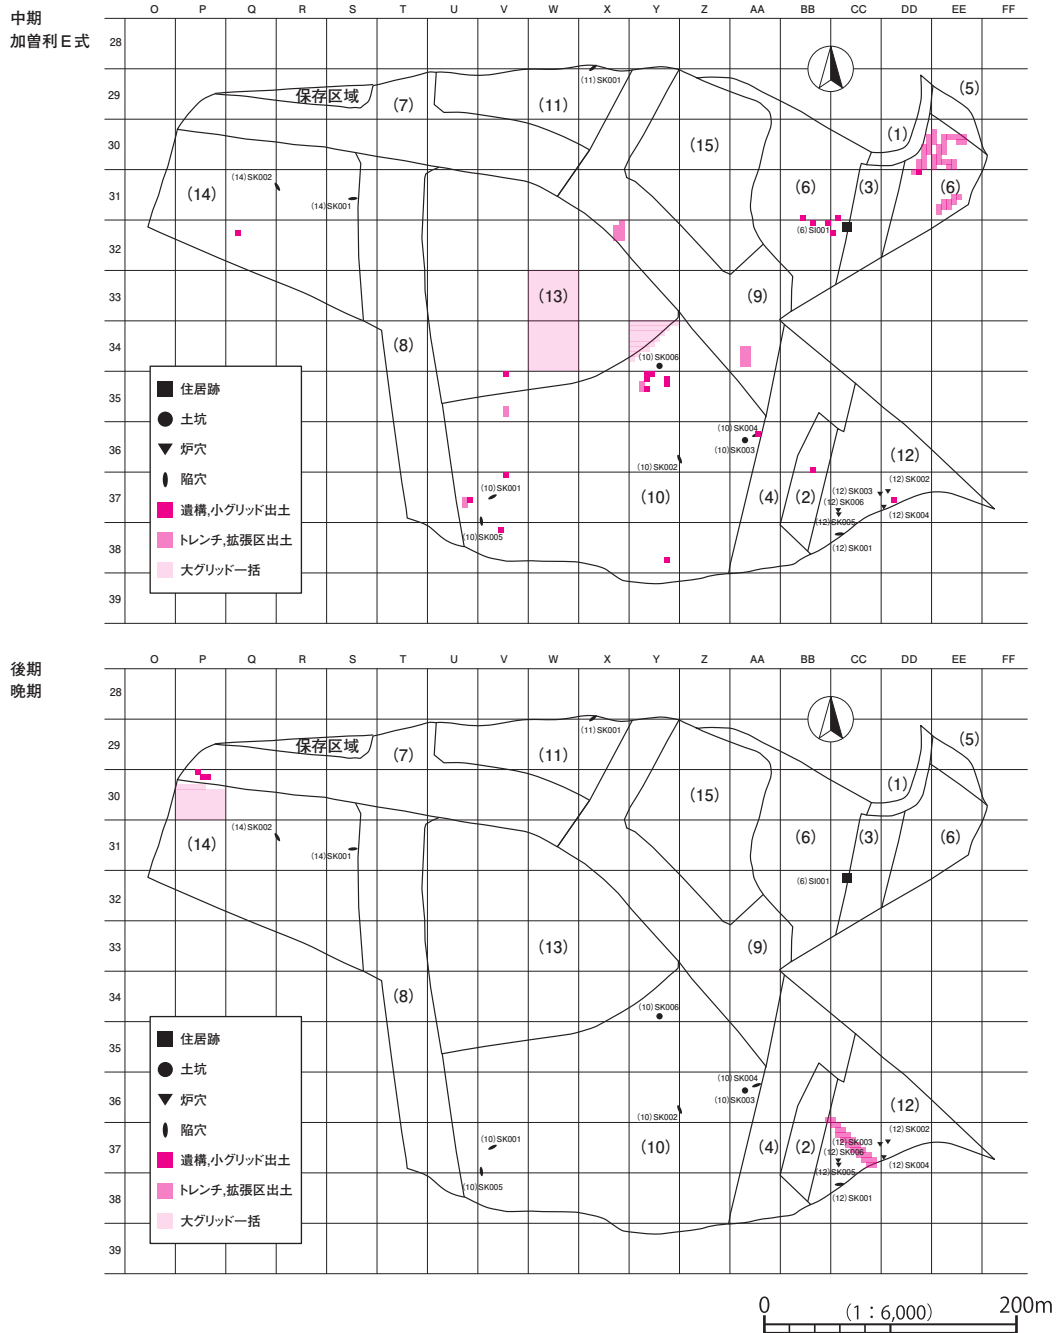 中期
加曽利E式
O P Q R S T U V W X Y Z AA BB CC DD EE FF
28
29
30
31
32
33
34
35
36
37
38
39
保存区域
(7)
(11)
(11)SK001
(15)
(1)
(5)
(6)
(3)
(6)
(14)
(14)SK002
(14)SK001
(6)SI001
(13)
(9)
(8)
(10)SK006
(10)SK004
(10)SK003
(10)SK002
(10)SK001
(10)SK005
(10)
(4)
(2)
(12)
(12)SK002
(12)SK003
(12)SK006
(12)SK004
(12)SK005
(12)SK001
住居跡
土坑
炉穴
陥穴
遺構,小グリッド出土
トレンチ,拡張区出土
大グリッド一括
後期
晩期
O P Q R S T U V W X Y Z AA BB CC DD EE FF
28
29
30
31
32
33
34
35
36
37
38
39
保存区域
(7)
(11)
(11)SK001
(15)
(1)
(5)
(6)
(3)
(6)
(14)
(14)SK002
(14)SK001
(6)SI001
(13)
(9)
(8)
(10)SK006
(10)SK004
(10)SK003
(10)SK002
(10)SK001
(10)SK005
(10)
(4)
(2)
(12)
(12)SK002
(12)SK003
(12)SK006
(12)SK004
(12)SK005
(12)SK001
住居跡
土坑
炉穴
陥穴
遺構,小グリッド出土
トレンチ,拡張区出土
大グリッド一括
0 (1:6,000) 200m